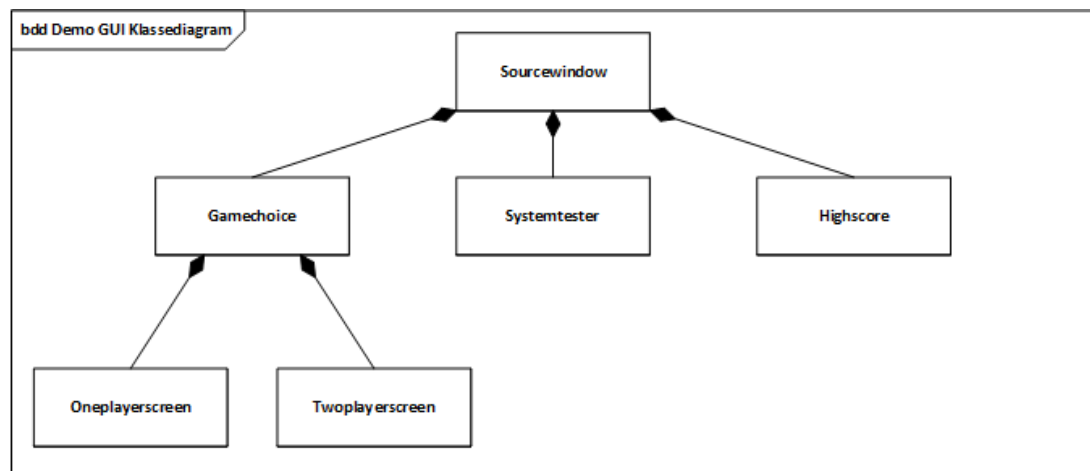 bdd Demo GUI Klassediagram
Sourcewindow
Gamechoice
Systemtester
Highscore
Oneplayerscreen
Twoplayerscreen